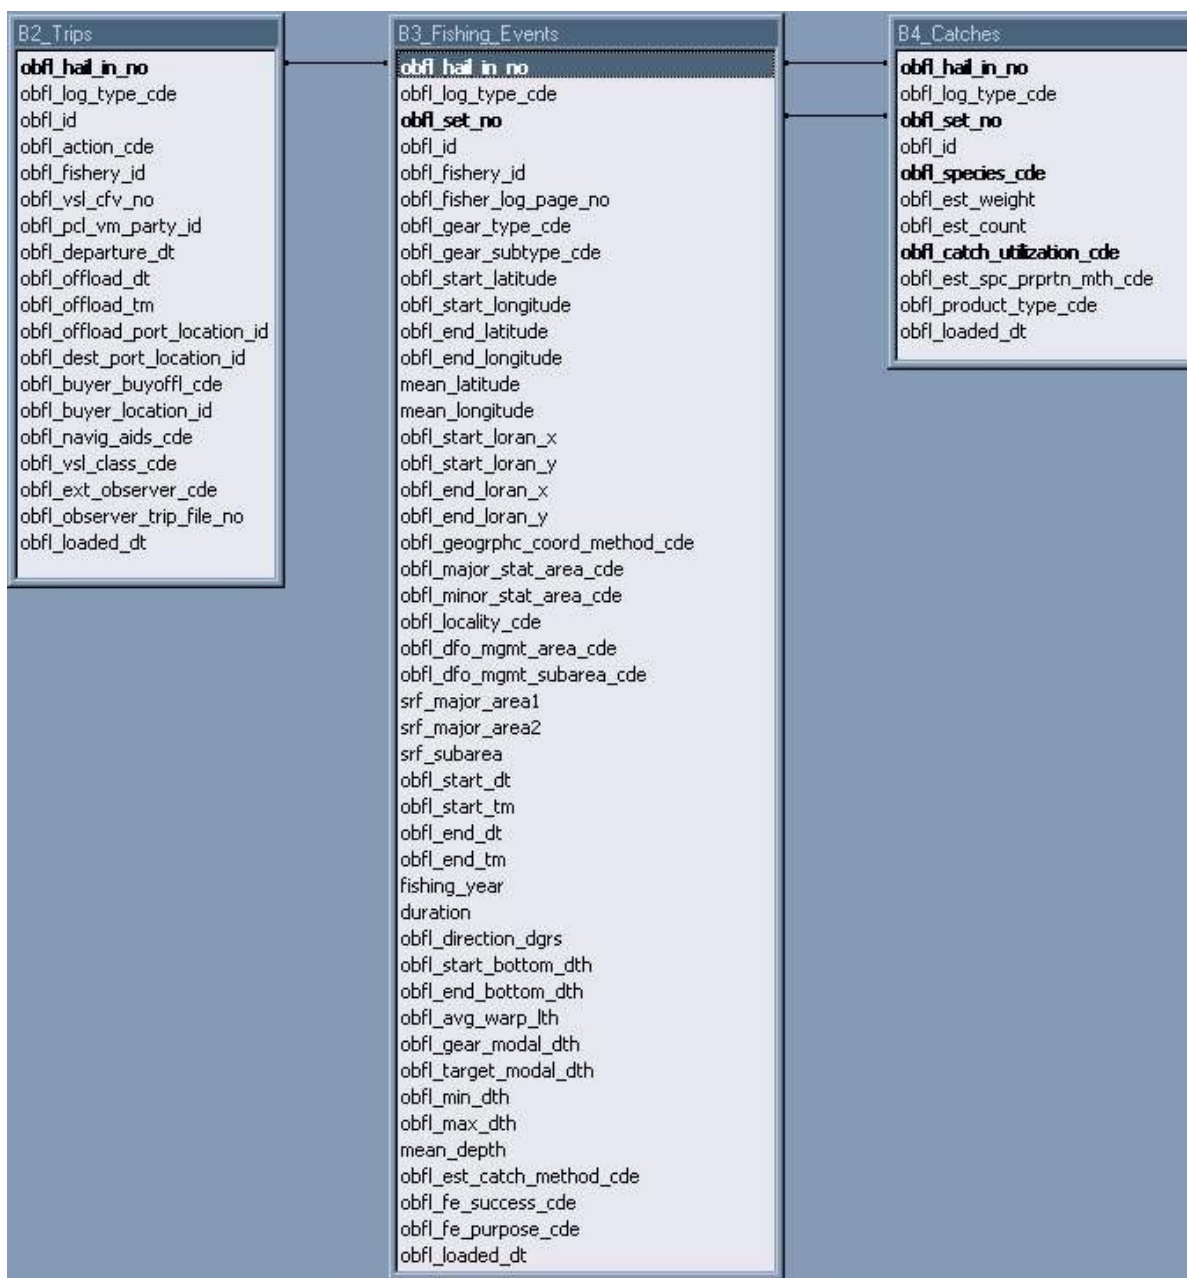 B2_Trips
obfl_hail_in_no
obfl_log_type_cde
obfl_id
obfl_action_cde
obfl_fishery_id
obfl_vsl_cfv_no
obfl_pcl_vm_party_id
obfl_departure_dt
obfl_offload_dt
obfl_offload_tm
obfl_offload_port_location_id
obfl_dest_port_location_id
obfl_buyer_buyoffl_cde
obfl_buyer_location_id
obfl_navig_aids_cde
obfl_vsl_class_cde
obfl_ext_observer_cde
obfl_observer_trip_file_no
obfl_loaded_dt
B3_Fishing_Events
obfl_hail_in_no
obfl_log_type_cde
obfl_set_no
obfl_id
obfl_fishery_id
obfl_fisher_log_page_no
obfl_gear_type_cde
obfl_gear_subtype_cde
obfl_start_latitude
obfl_start_longitude
obfl_end_latitude
obfl_end_longitude
mean_latitude
mean_longitude
obfl_start_loran_x
obfl_start_loran_y
obfl_end_loran_x
obfl_end_loran_y
obfl_geogrphc_coord_method_cde
obfl_major_stat_area_cde
obfl_minor_stat_area_cde
obfl_locality_cde
obfl_dfo_mgmt_area_cde
obfl_dfo_mgmt_subarea_cde
srf_major_area1
srf_major_area2
srf_subarea
obfl_start_dt
obfl_start_tm
obfl_end_dt
obfl_end_tm
fishing_year
duration
obfl_direction_dgrs
obfl_start_bottom_dth
obfl_end_bottom_dth
obfl_avg_warp_lth
obfl_gear_modal_dth
obfl_target_modal_dth
obfl_min_dth
obfl_max_dth
mean_depth
obfl_est_catch_method_cde
obfl_fe_success_cde
obfl_fe_purpose_cde
obfl_loaded_dt
B4_Catches
obfl_hail_in_no
obfl_log_type_cde
obfl_set_no
obfl_id
obfl_species_cde
obfl_est_weight
obfl_est_count
obfl_catch_utilization_cde
obfl_est_spc_prprtn_mth_cde
obfl_product_type_cde
obfl_loaded_dt